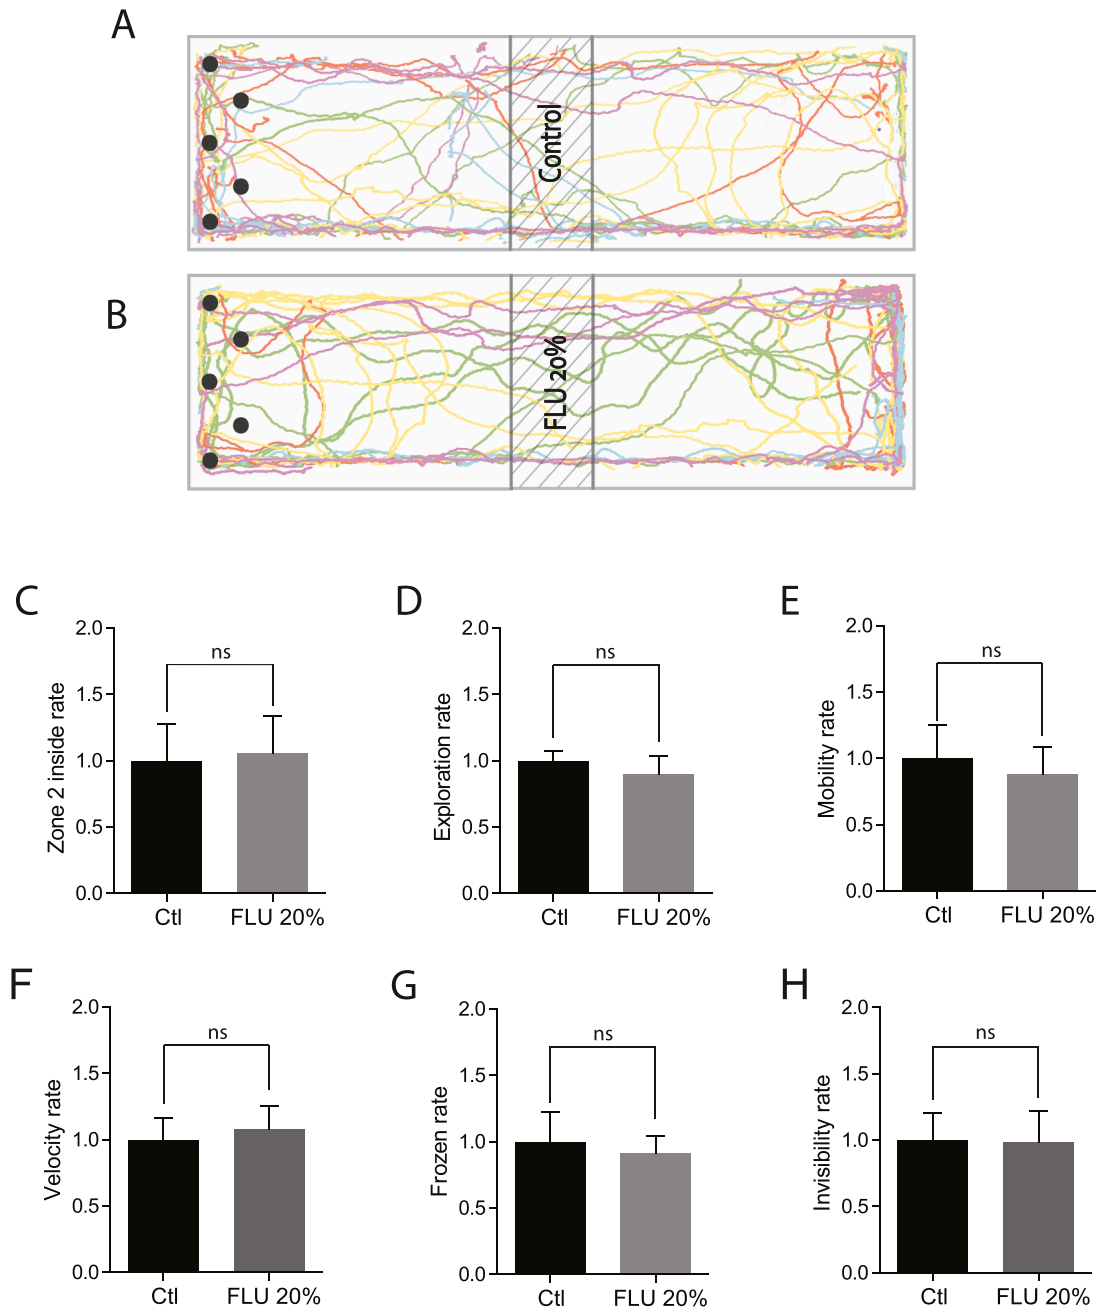 A
Control
B
FLU 20%
C
2.0
1.5
1.0
0.5
0.0
Zone 2 inside rate
ns
Ctl
FLU 20%
D
2.0
1.5
1.0
0.5
0.0
Exploration rate
ns
Ctl
FLU 20%
E
2.0
1.5
1.0
0.5
0.0
Mobility rate
ns
Ctl
FLU 20%
F
2.0
1.5
1.0
0.5
0.0
Velocity rate
ns
Ctl
FLU 20%
G
2.0
1.5
1.0
0.5
0.0
Frozen rate
ns
Ctl
FLU 20%
H
2.0
1.5
1.0
0.5
0.0
Invisibility rate
ns
Ctl
FLU 20%